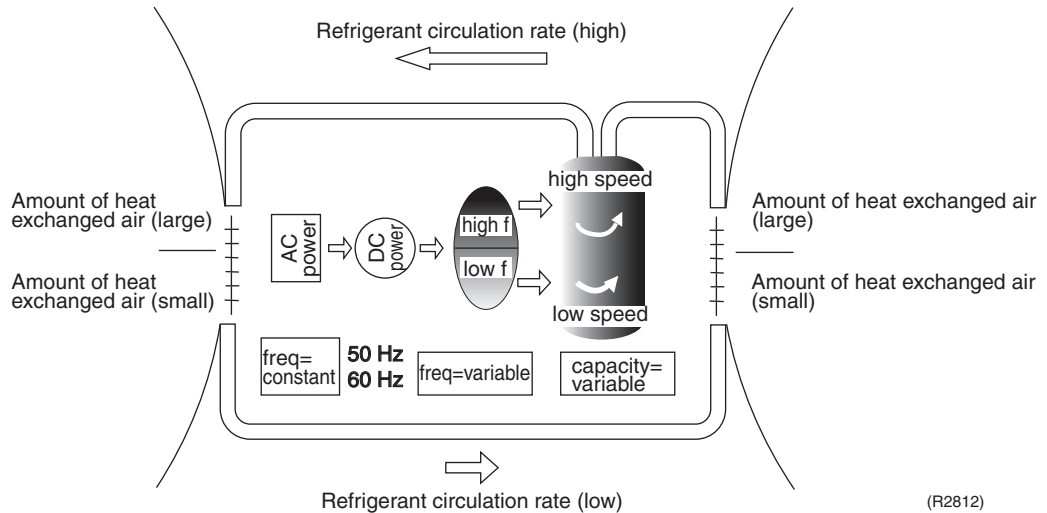 Refrigerant circulation rate (high)
high speed
Amount of heat
exchanged air (large)
Amount of heat exchanged air
(large)
AC
power
DC
power
high f
low f
Amount of heat
exchanged air (small)
Amount of heat exchanged air
(small)
low speed
freq=
constant
50 Hz
60 Hz
freq=variable
capacity=
variable
Refrigerant circulation rate (low)
(R2812)